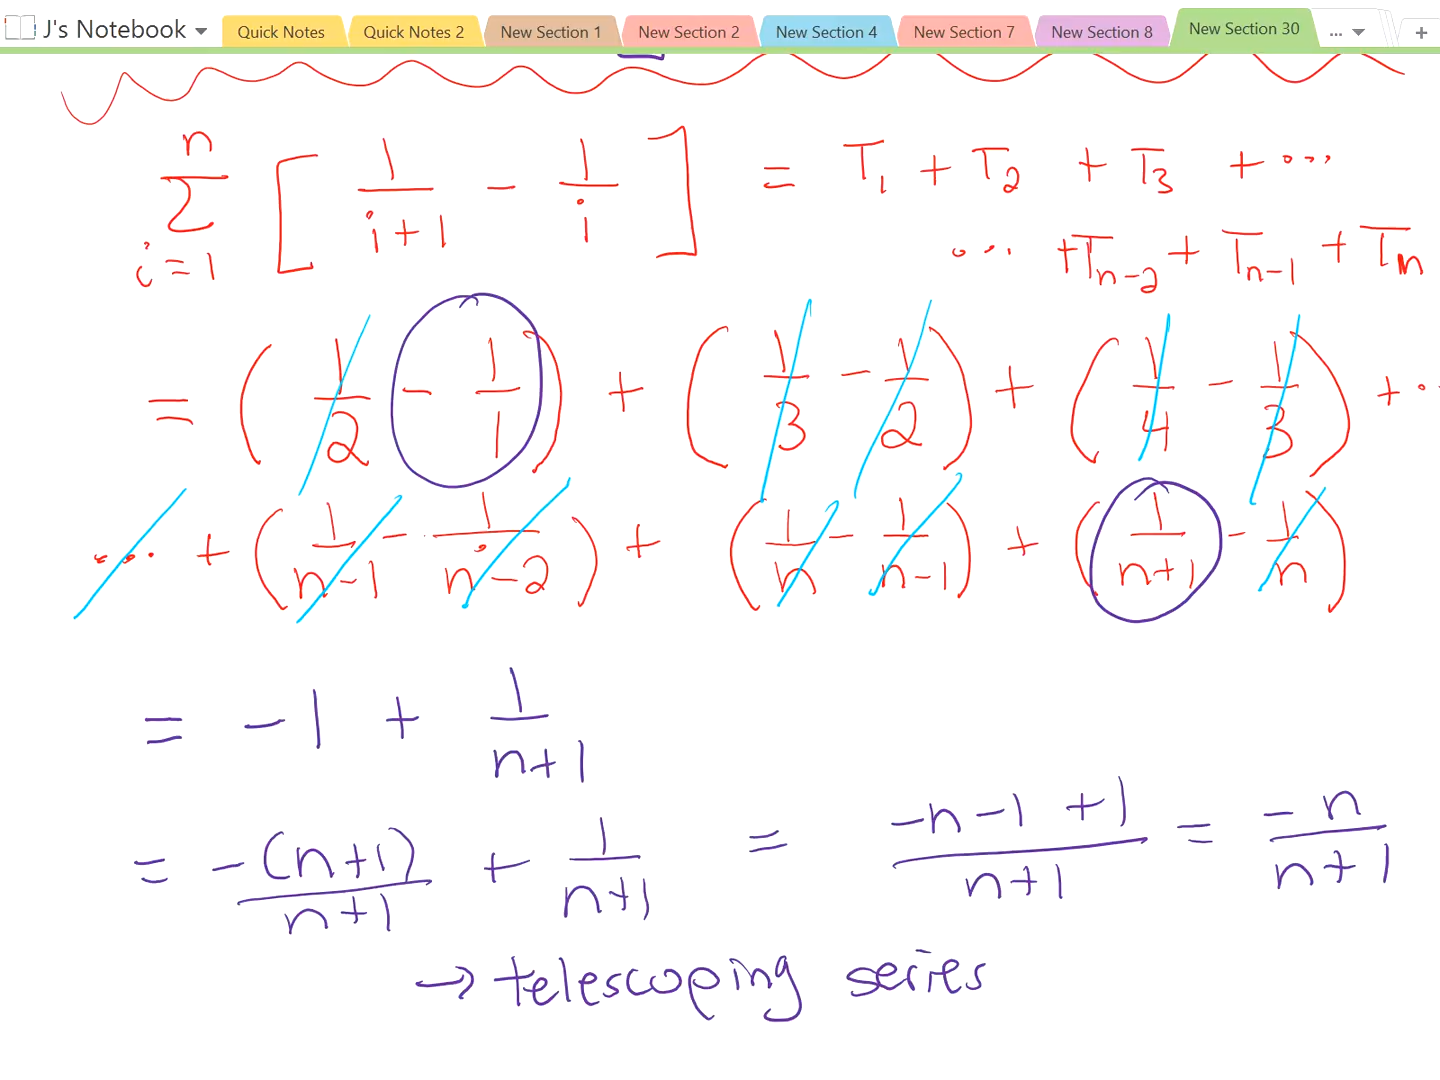 J's Notebook Quick Notes Quick Notes 2 New Section 1 New Section 2 New Section 4 New Section 7 New Section 8 New Section 30 ... +
n
∑ [ 1/(i+1) - 1/i ] = T₁ + T₂ + T₃ + ...
i=1
... + Tₙ₋₂ + Tₙ₋₁ + Tₙ
= (1/2 - 1/1) + (1/3 - 1/2) + (1/4 - 1/3) + ..
... + (1/(n-1) - 1/(n-2)) + (1/n - 1/(n-1)) + (1/(n+1) - 1/n)
= -1 + 1/(n+1)
= -(n+1)/(n+1) + 1/(n+1) = (-n-1+1)/(n+1) = -n/(n+1)
→ telescoping series